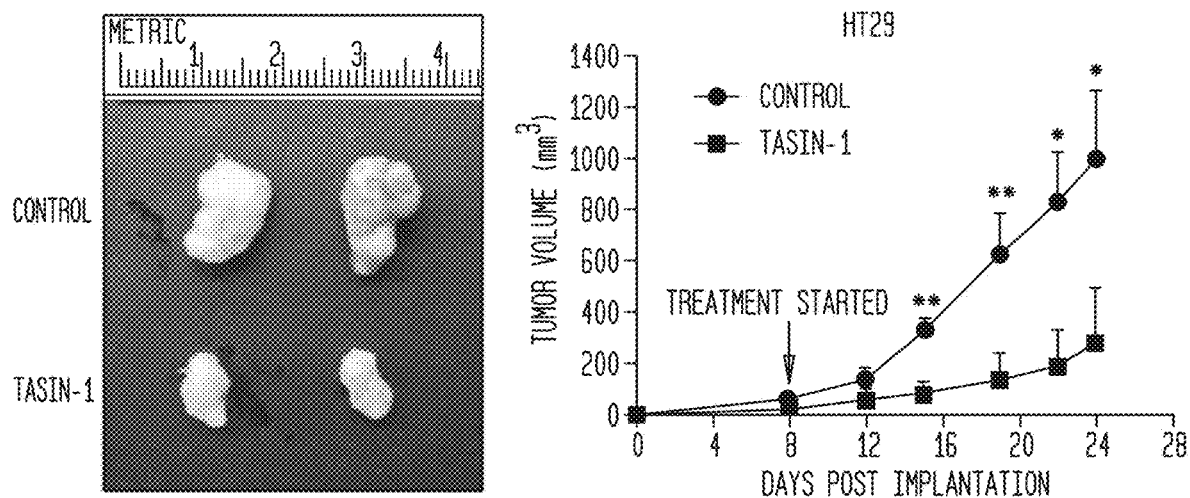 METRIC
1 2 3 4
CONTROL
TASIN-1
HT29
1400
1200
1000
800
600
400
200
0
TUMOR VOLUME (mm³)
CONTROL
TASIN-1
TREATMENT STARTED
**
**
*
*
0 4 8 12 16 20 24 28
DAYS POST IMPLANTATION